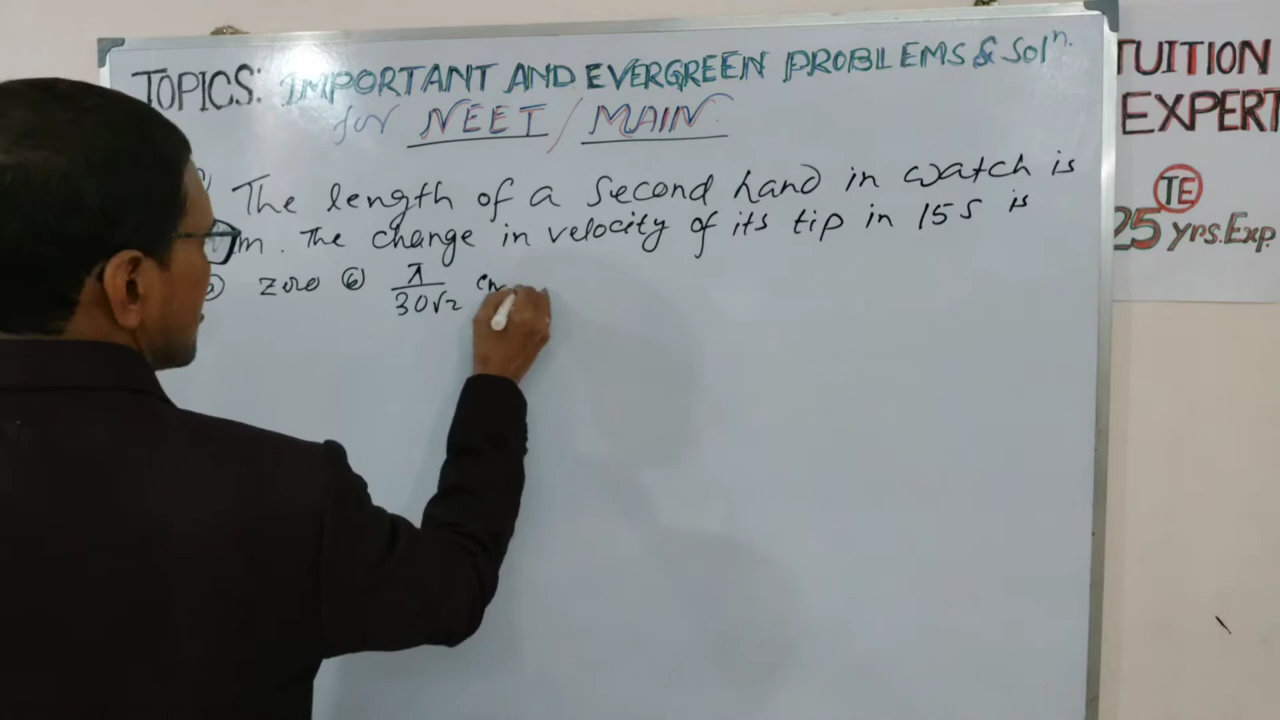 TOPICS: IMPORTANT AND EVERGREEN PROBLEMS & Solⁿ.
for NEET / MAIN
The length of a second hand in watch is
m. The change in velocity of its tip in 15 s is
zero ⓑ π/30√2 cm
TUITION
EXPERT
TE
25 yrs. Exp.